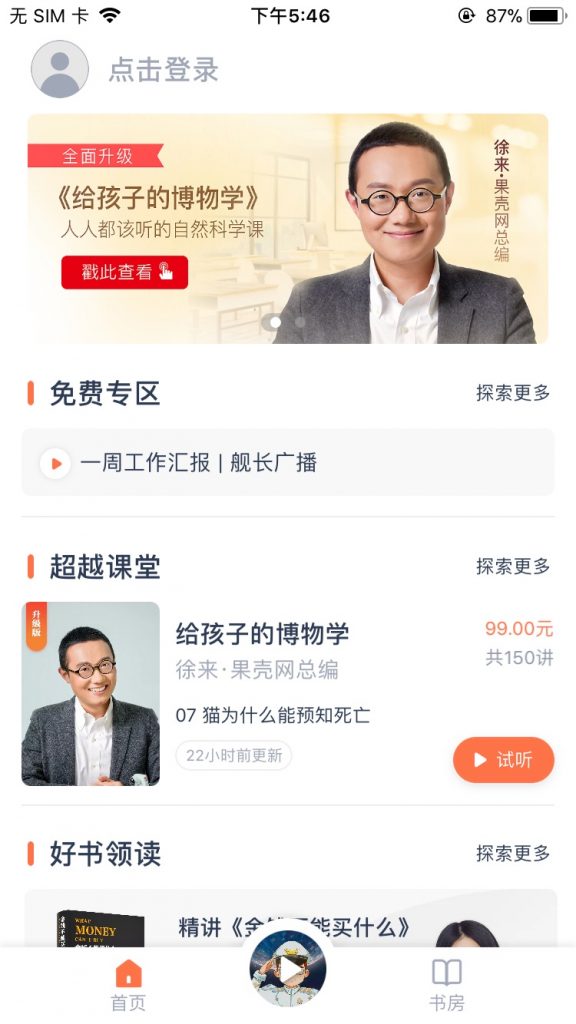 无 SIM 卡
下午5:46
87%
点击登录
全面升级
《给孩子的博物学》
人人都该听的自然科学课
戳此查看
徐来·果壳网总编
免费专区
探索更多
一周工作汇报 | 舰长广播
超越课堂
探索更多
升级版
给孩子的博物学
99.00元
徐来·果壳网总编
共150讲
07 猫为什么能预知死亡
22小时前更新
试听
好书领读
探索更多
WHAT
MONEY
CAN'T BUY
精讲《金钱不能买什么》
首页
书房